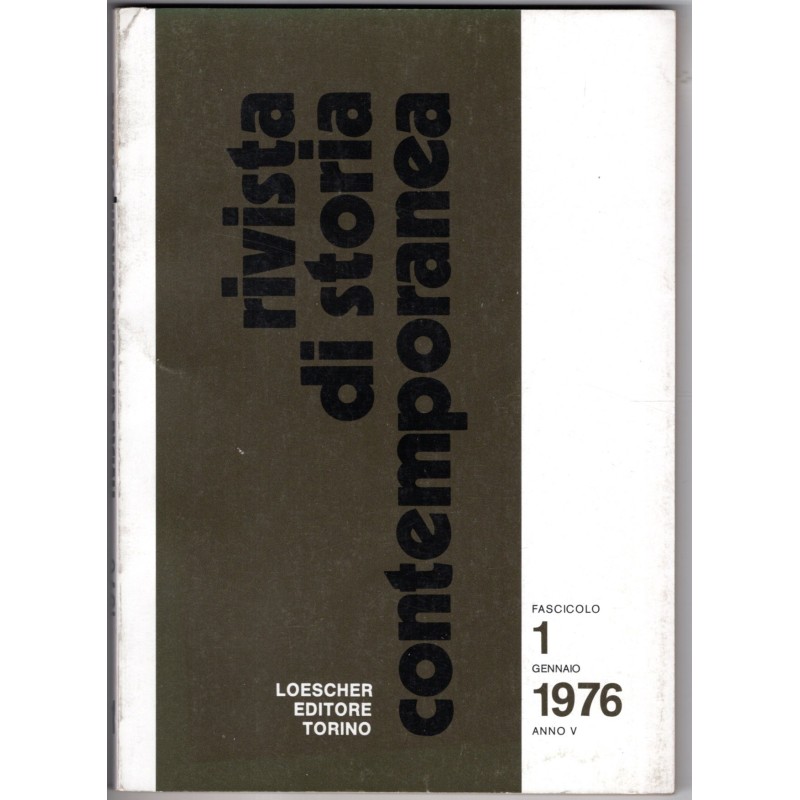 rivista
di storia
contemporanea
LOESCHER
EDITORE
TORINO
FASCICOLO
1
GENNAIO
1976
ANNO V